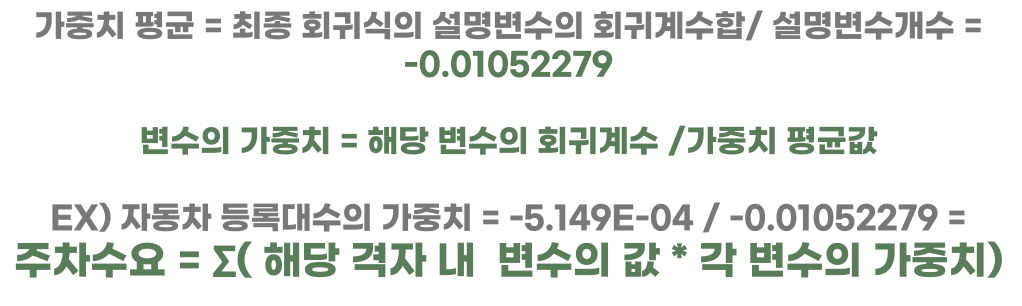 가중치 평균 = 최종 회귀식의 설명변수의 회귀계수합/ 설명변수개수 =
-0.01052279
변수의 가중치 = 해당 변수의 회귀계수 /가중치 평균값
EX) 자동차 등록대수의 가중치 = -5.149E-04 / -0.01052279 =
주차수요 = ∑( 해당 격자 내 변수의 값 * 각 변수의 가중치)